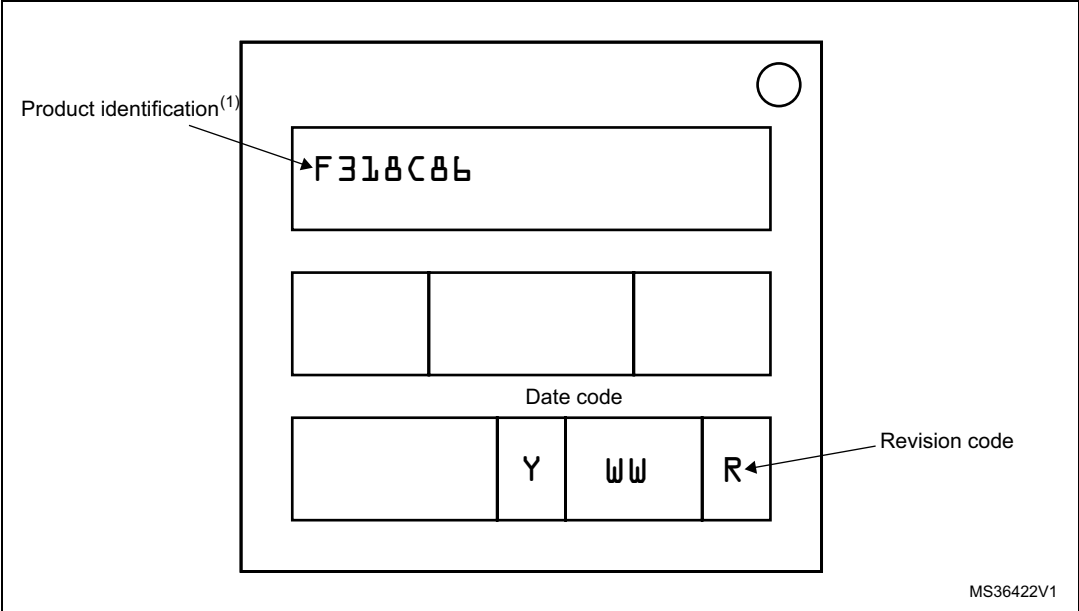 Product identification(1)
F318C86
Date code
Y WW R
Revision code
MS36422V1